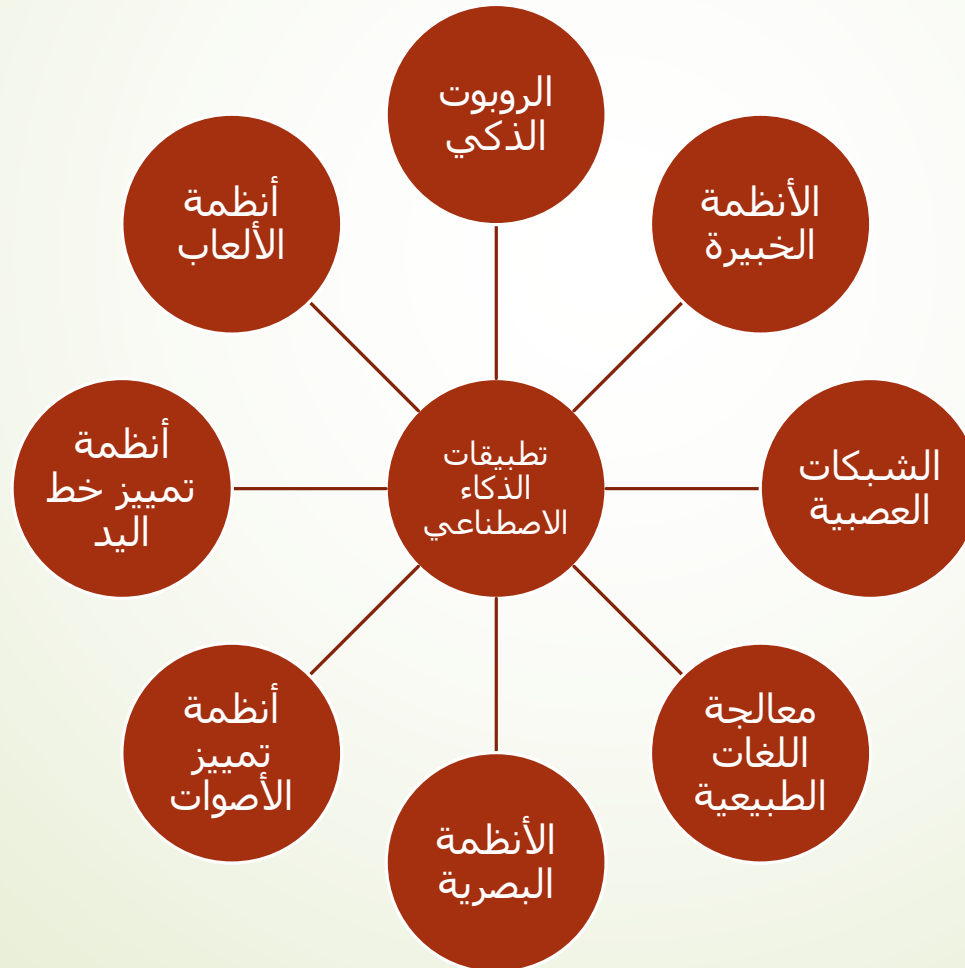 الروبوت
الذكي
الأنظمة
الخبيرة
الشبكات
العصبية
معالجة
اللغات
الطبيعية
الأنظمة
البصرية
أنظمة
تمييز
الأصوات
أنظمة
تمييز خط
اليد
أنظمة
الألعاب
تطبيقات
الذكاء
الاصطناعي